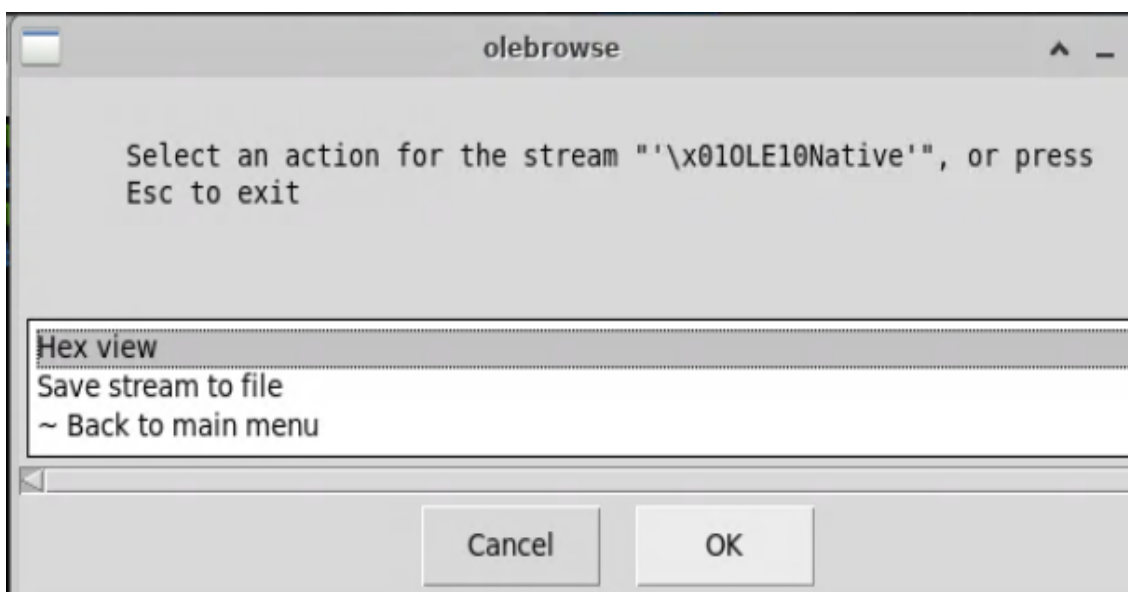 olebrowse
Select an action for the stream "'\x01OLE10Native'", or press
Esc to exit
Hex view
Save stream to file
~ Back to main menu
Cancel
OK